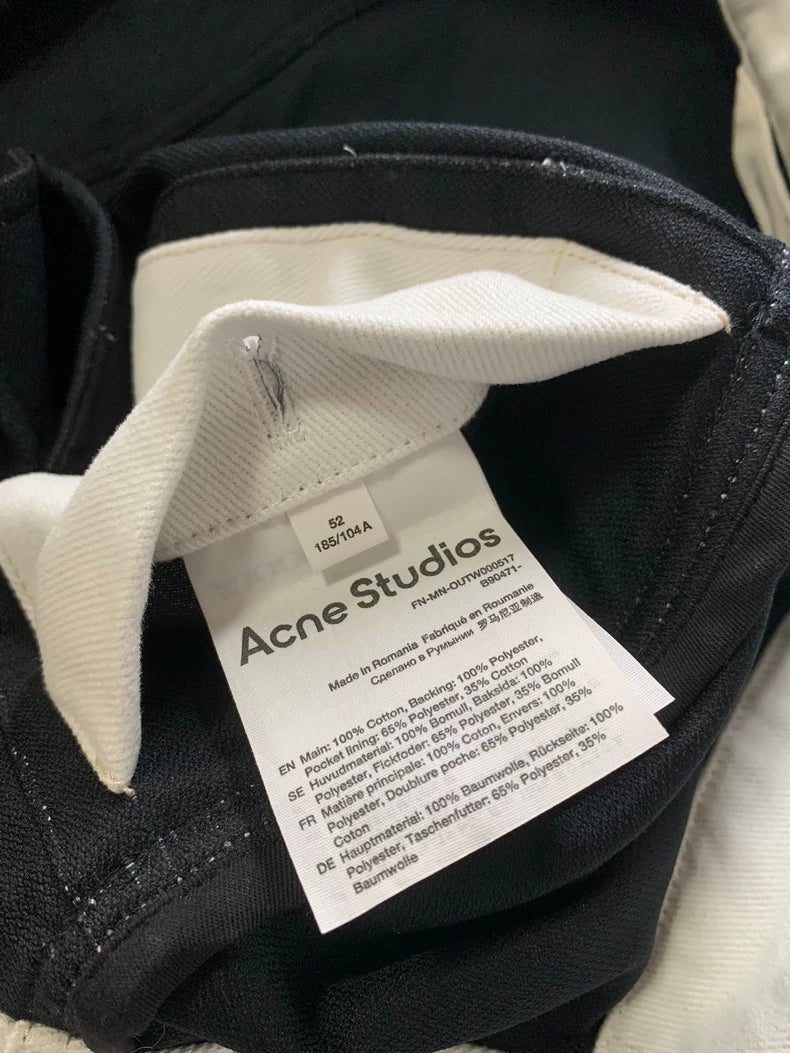 52
185/104A
Acne Studios
FN-MN-OUTW000517
B90471-
Made in Romania Fabriqué en Roumanie
Сделано в Румынии 罗马尼亚制造
EN Main: 100% Cotton, Backing: 100% Polyester,
Pocket lining: 65% Polyester, 35% Cotton
SE Huvudmaterial: 100% Bomull, Baksida: 100%
Polyester, Fickfoder: 65% Polyester, 35% Bomull
FR Matière principale: 100% Coton, Envers: 100%
Polyester, Doublure poche: 65% Polyester, 35%
Coton
DE Hauptmaterial: 100% Baumwolle, Rückseite: 100%
Polyester, Taschenfutter: 65% Polyester, 35%
Baumwolle